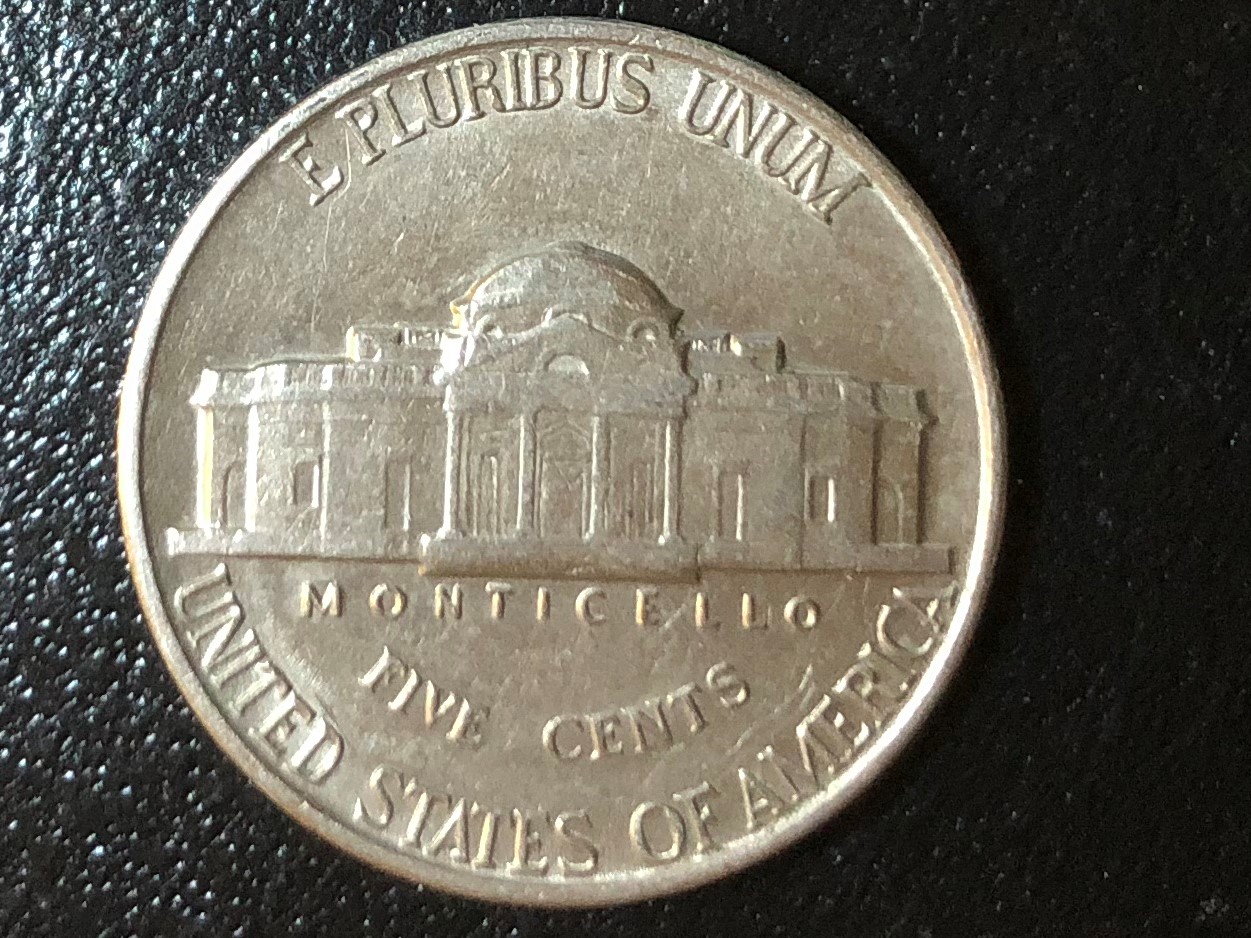 E PLURIBUS UNUM
MONTICELLO
FIVE CENTS
UNITED STATES OF AMERICA